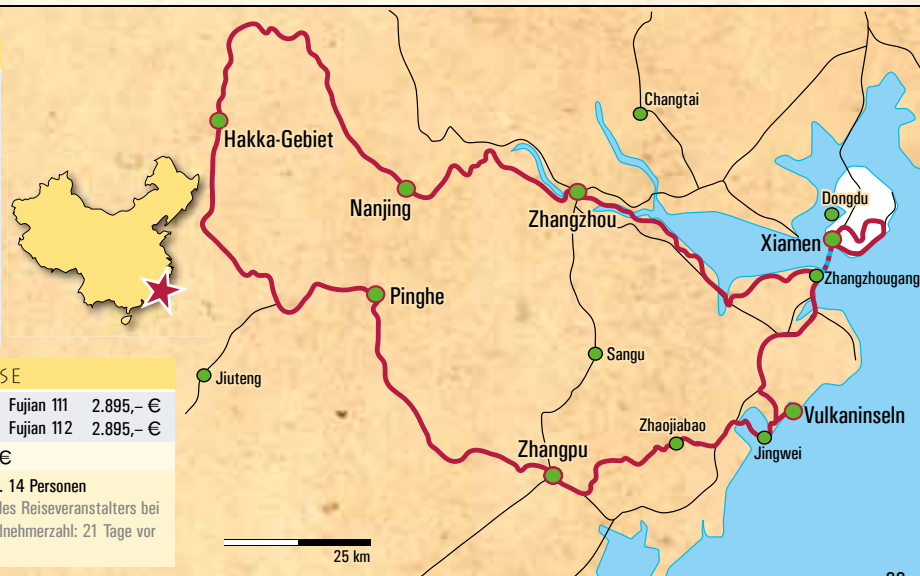 Changtai
Hakka-Gebiet
Nanjing
Dongdu
Zhangzhou
Xiamen
Zhangzhougang
Pinghe
Sangu
Jiuteng
SE
Fujian 111 2.895,– €
Fujian 112 2.895,– €
€
. 14 Personen
des Reiseveranstalters bei
lnehmerzahl: 21 Tage vor
Vulkaninseln
Zhaojiabao
Jingwei
Zhangpu
25 km